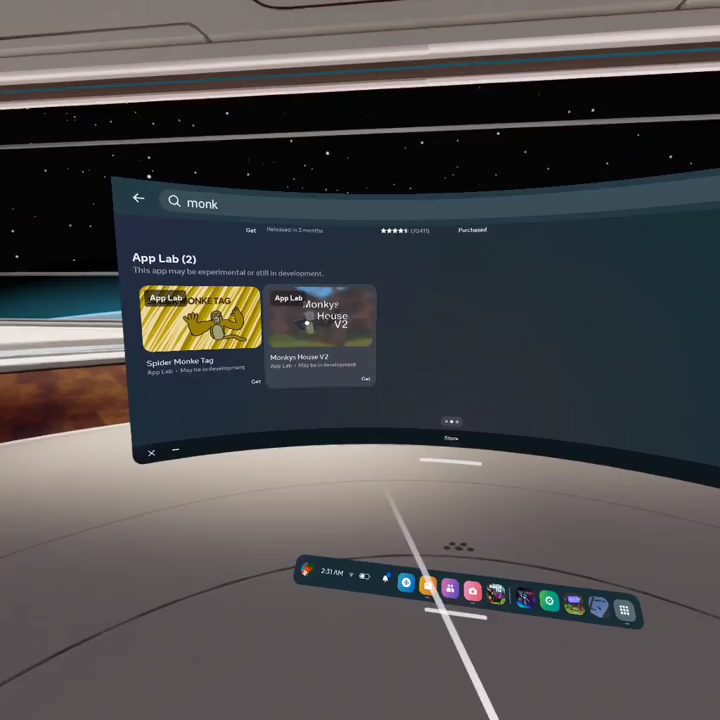 monk
Get Released in 3 months (70411) Purchased
App Lab (2)
This app may be experimental or still in development.
App Lab
MONKE TAG
App Lab
Monkys
House
V2
Spider Monke Tag
App Lab • May be in development
Get
Monkys House V2
App Lab • May be in development
Get
Store
2:31 AM